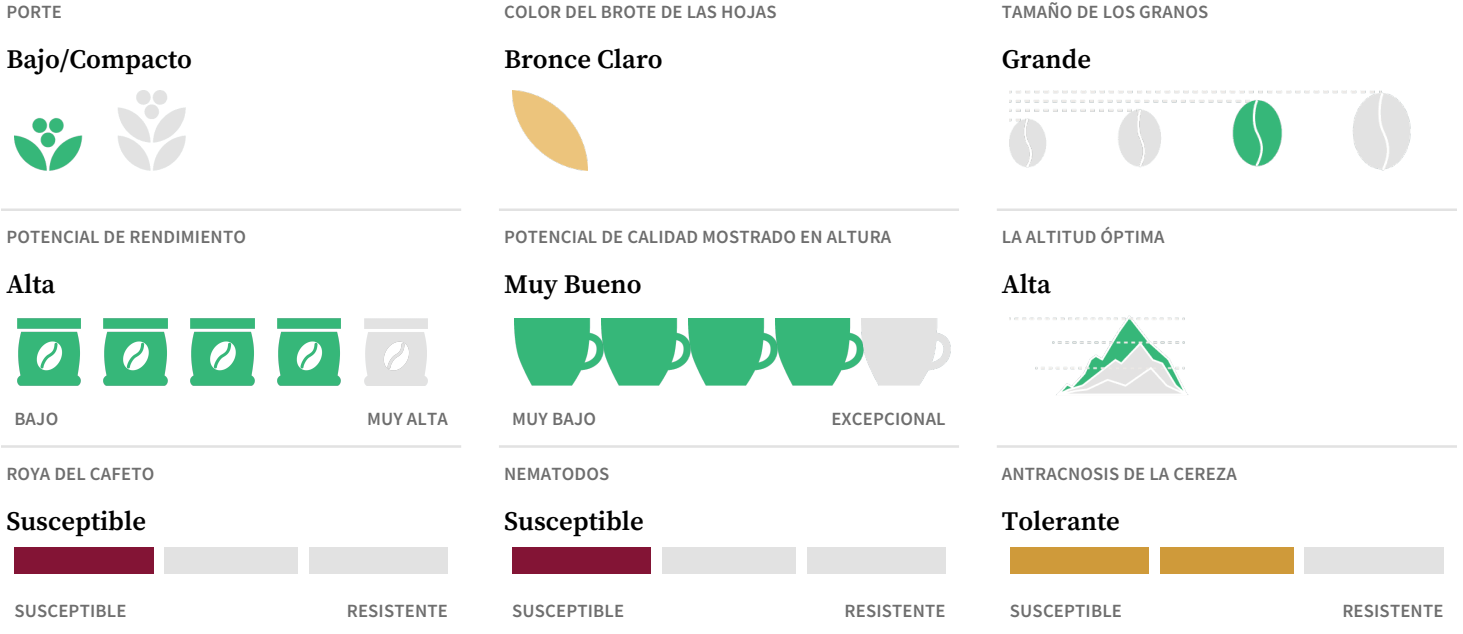 PORTE
Bajo/Compacto
COLOR DEL BROTE DE LAS HOJAS
Bronce Claro
TAMAÑO DE LOS GRANOS
Grande
POTENCIAL DE RENDIMIENTO
Alta
BAJO
MUY ALTA
POTENCIAL DE CALIDAD MOSTRADO EN ALTURA
Muy Bueno
MUY BAJO
EXCEPCIONAL
LA ALTITUD ÓPTIMA
Alta
ROYA DEL CAFETO
Susceptible
SUSCEPTIBLE
RESISTENTE
NEMATODOS
Susceptible
SUSCEPTIBLE
RESISTENTE
ANTRACNOSIS DE LA CEREZA
Tolerante
SUSCEPTIBLE
RESISTENTE